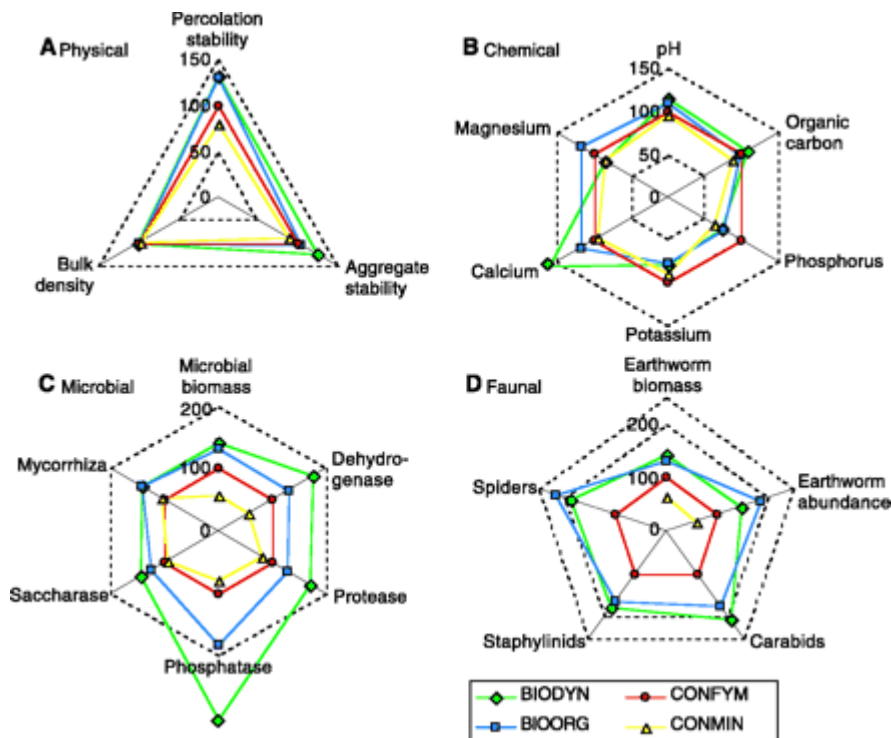 A Physical
Percolation
stability
150
100
50
0
Bulk
density
Aggregate
stability
B Chemical
pH
150
100
50
0
Magnesium
Organic
carbon
Calcium
Phosphorus
Potassium
C Microbial
Microbial
biomass
200
100
0
Mycorrhiza
Dehydro-
genase
Saccharase
Protease
Phosphatase
D Faunal
Earthworm
biomass
200
100
0
Spiders
Earthworm
abundance
Staphylinids
Carabids
BIODYN
CONFYM
BIOORG
CONMIN